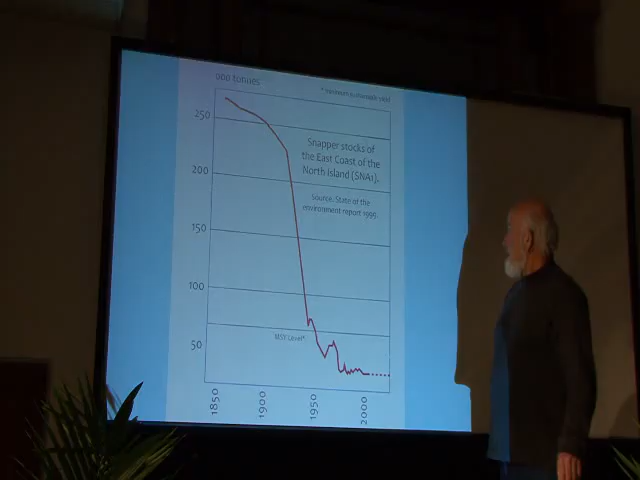 000 tonnes
* maximum sustainable yield
250
Snapper stocks of
the East Coast of the
North Island (SNA1).
200
Source: State of the
environment report 1999.
150
100
MSY Level*
50
1850
1900
1950
2000